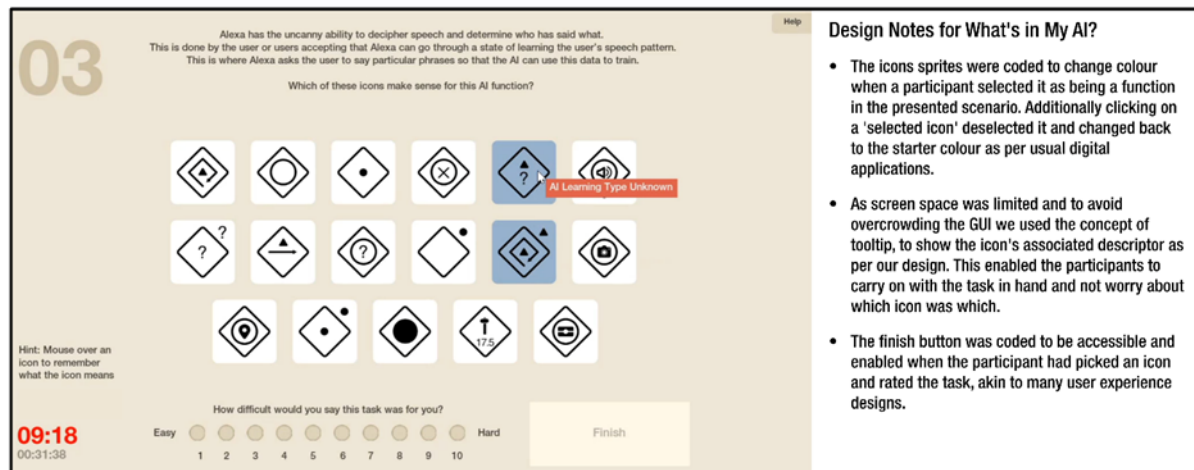 Help
03
Alexa has the uncanny ability to decipher speech and determine who has said what.
This is done by the user or users accepting that Alexa can go through a state of learning the user's speech pattern.
This is where Alexa asks the user to say particular phrases so that the AI can use this data to train.
Which of these icons make sense for this AI function?
?
AI Learning Type Unknown
? ?
?
17.5
Hint: Mouse over an
icon to remember
what the icon means
How difficult would you say this task was for you?
Easy
Hard
1 2 3 4 5 6 7 8 9 10
Finish
09:18
00:31:38
Design Notes for What's in My AI?
• The icons sprites were coded to change colour
when a participant selected it as being a function
in the presented scenario. Additionally clicking on
a 'selected icon' deselected it and changed back
to the starter colour as per usual digital
applications.
• As screen space was limited and to avoid
overcrowding the GUI we used the concept of
tooltip, to show the icon's associated descriptor as
per our design. This enabled the participants to
carry on with the task in hand and not worry about
which icon was which.
• The finish button was coded to be accessible and
enabled when the participant had picked an icon
and rated the task, akin to many user experience
designs.